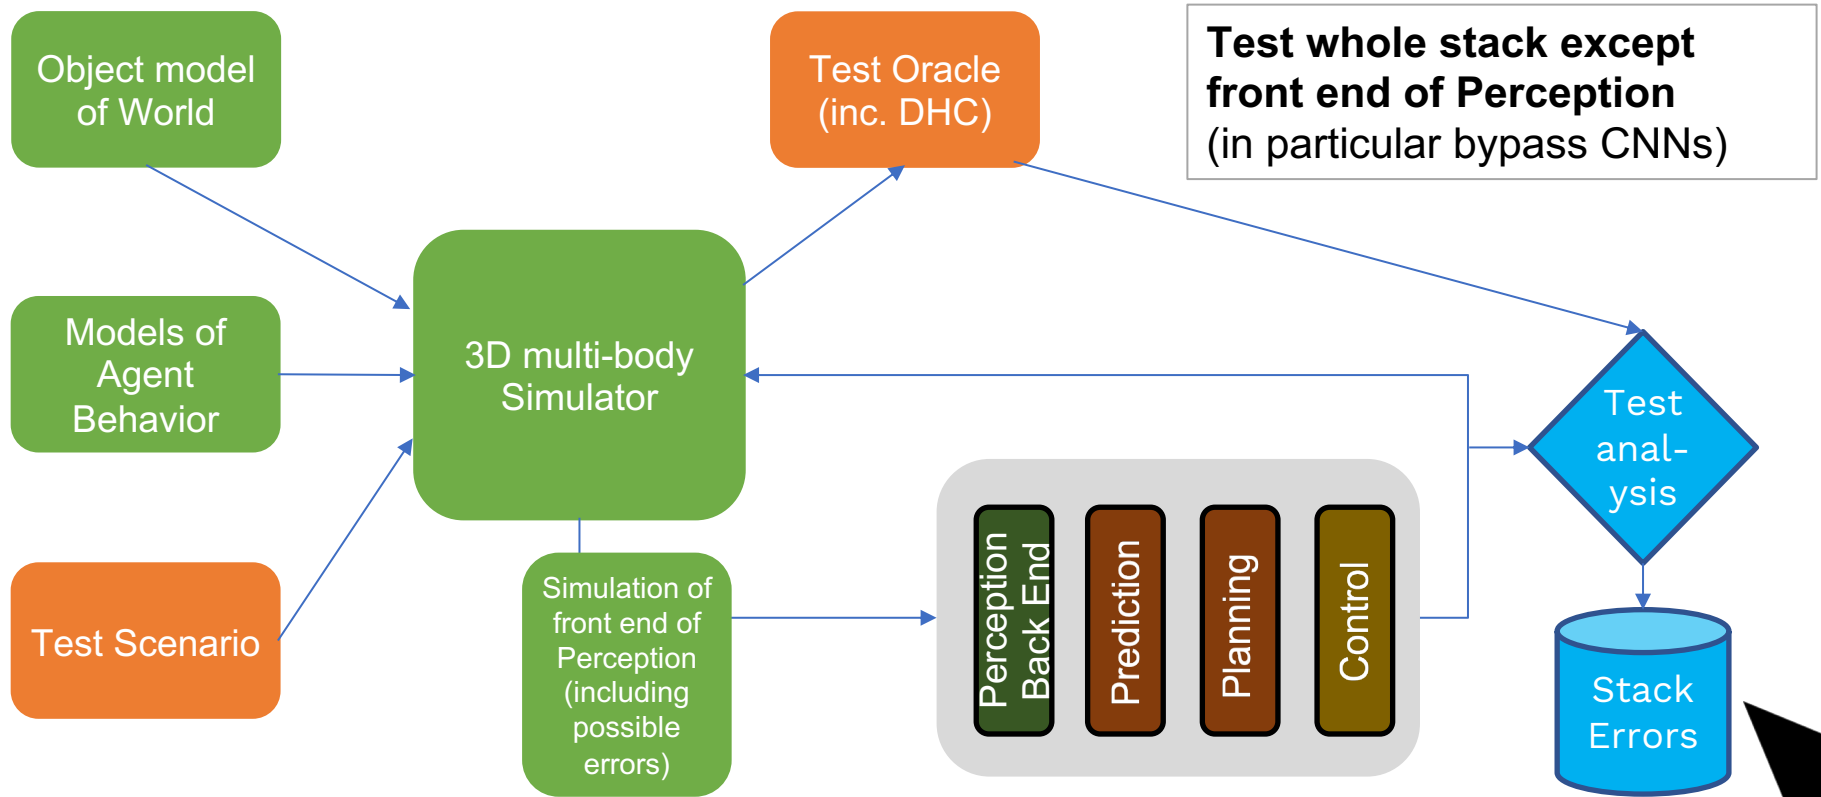 Object model
of World
Test Oracle
(inc. DHC)
Test whole stack except
front end of Perception
(in particular bypass CNNs)
Models of
Agent
Behavior
3D multi-body
Simulator
Test
anal-
ysis
Test Scenario
Simulation of
front end of
Perception
(including
possible
errors)
Perception
Back End
Prediction
Planning
Control
Stack
Errors